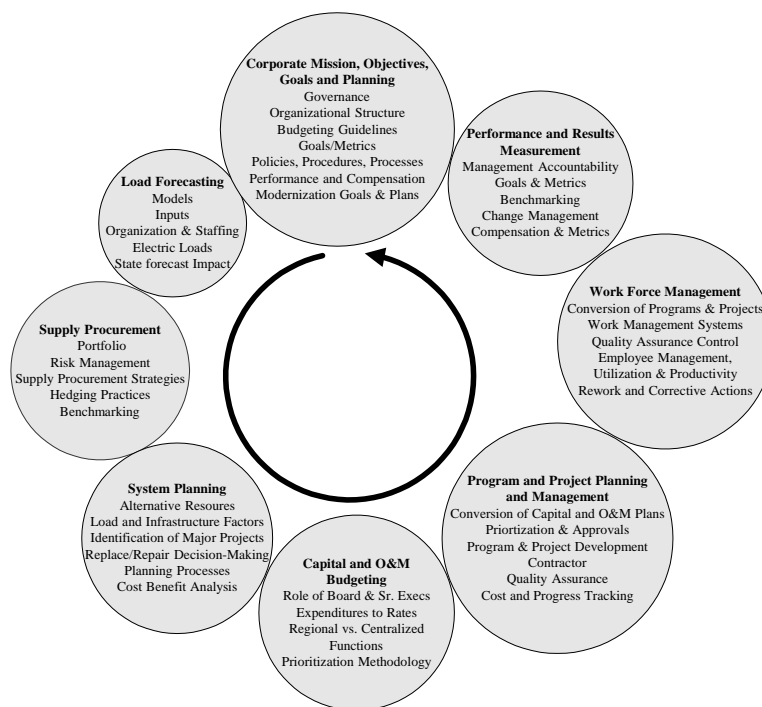 Corporate Mission, Objectives,
Goals and Planning
Governance
Organizational Structure
Budgeting Guidelines
Goals/Metrics
Policies, Procedures, Processes
Performance and Compensation
Modernization Goals & Plans
Performance and Results
Measurement
Management Accountability
Goals & Metrics
Benchmarking
Change Management
Compensation & Metrics
Load Forecasting
Models
Inputs
Organization & Staffing
Electric Loads
State forecast Impact
Work Force Management
Conversion of Programs & Projects
Work Management Systems
Quality Assurance Control
Employee Management,
Utilization & Productivity
Rework and Corrective Actions
Supply Procurement
Portfolio
Risk Management
Supply Procurement Strategies
Hedging Practices
Benchmarking
System Planning
Alternative Resoures
Load and Infrastructure Factors
Identification of Major Projects
Replace/Repair Decision-Making
Planning Processes
Cost Benefit Analysis
Program and Project Planning
and Management
Conversion of Capital and O&M Plans
Priortization & Approvals
Program & Project Development
Contractor
Quality Assurance
Cost and Progress Tracking
Capital and O&M
Budgeting
Role of Board & Sr. Execs
Expenditures to Rates
Regional vs. Centralized
Functions
Prioritization Methodology